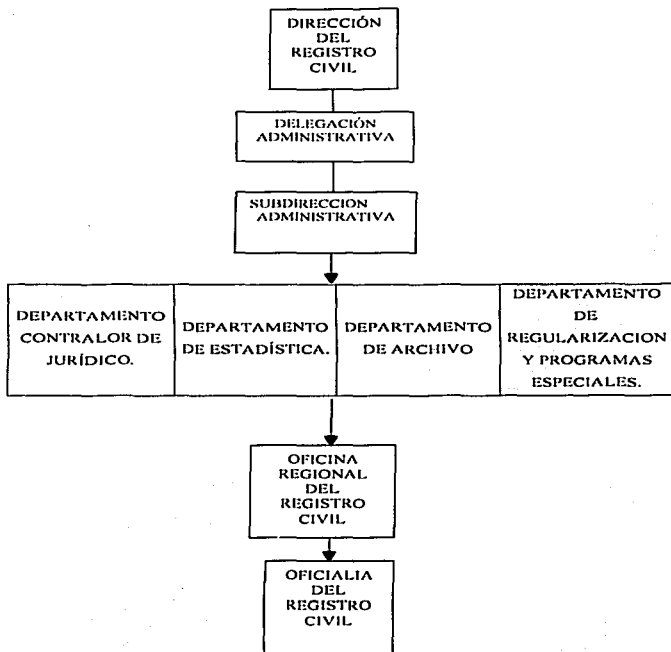 DIRECCIÓN
DEL
REGISTRO
CIVIL
DELEGACIÓN
ADMINISTRATIVA
SUBDIRECCION
ADMINISTRATIVA
DEPARTAMENTO
CONTRALOR DE
JURÍDICO.
DEPARTAMENTO
DE ESTADÍSTICA.
DEPARTAMENTO
DE ARCHIVO
DEPARTAMENTO
DE
REGULARIZACION
Y PROGRAMAS
ESPECIALES.
OFICINA
REGIONAL
DEL
REGISTRO
CIVIL
OFICIALIA
DEL
REGISTRO
CIVIL